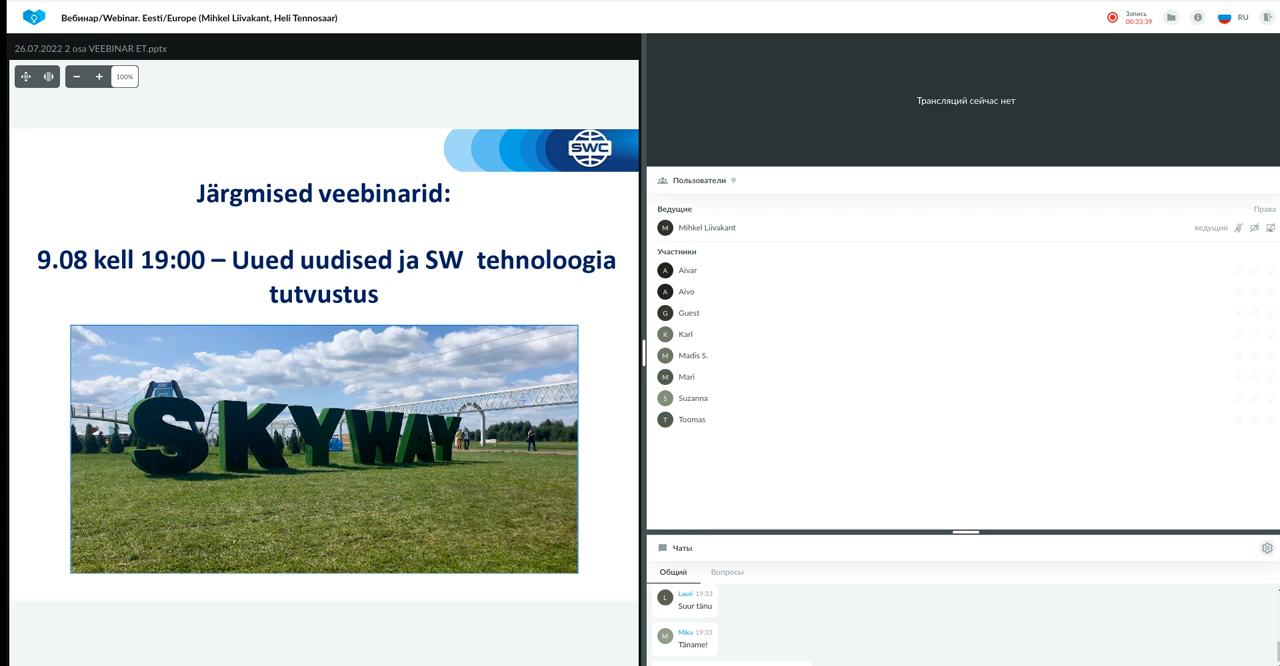 Вебинар/Webinar. Eesti/Europe (Mihkel Liivakant, Heli Tennosaar)
Запись
00:33:39
RU
26.07.2022 2 osa VEEBINAR ET.pptx
100%
SWC
Järgmised veebinarid:
9.08 kell 19:00 – Uued uudised ja SW tehnoloogia
tutvustus
SKYWAY
Трансляций сейчас нет
Пользователи 9
Ведущие
Права
M
Mihkel Liivakant
ведущий
Участники
A
Aivar
A
Aivo
G
Guest
K
Karl
M
Madis S.
M
Mari
S
Suzanna
T
Toomas
Чаты
Общий
Вопросы
L
Lauri 19:33
Suur tänu
M
Mika 19:33
Täname!